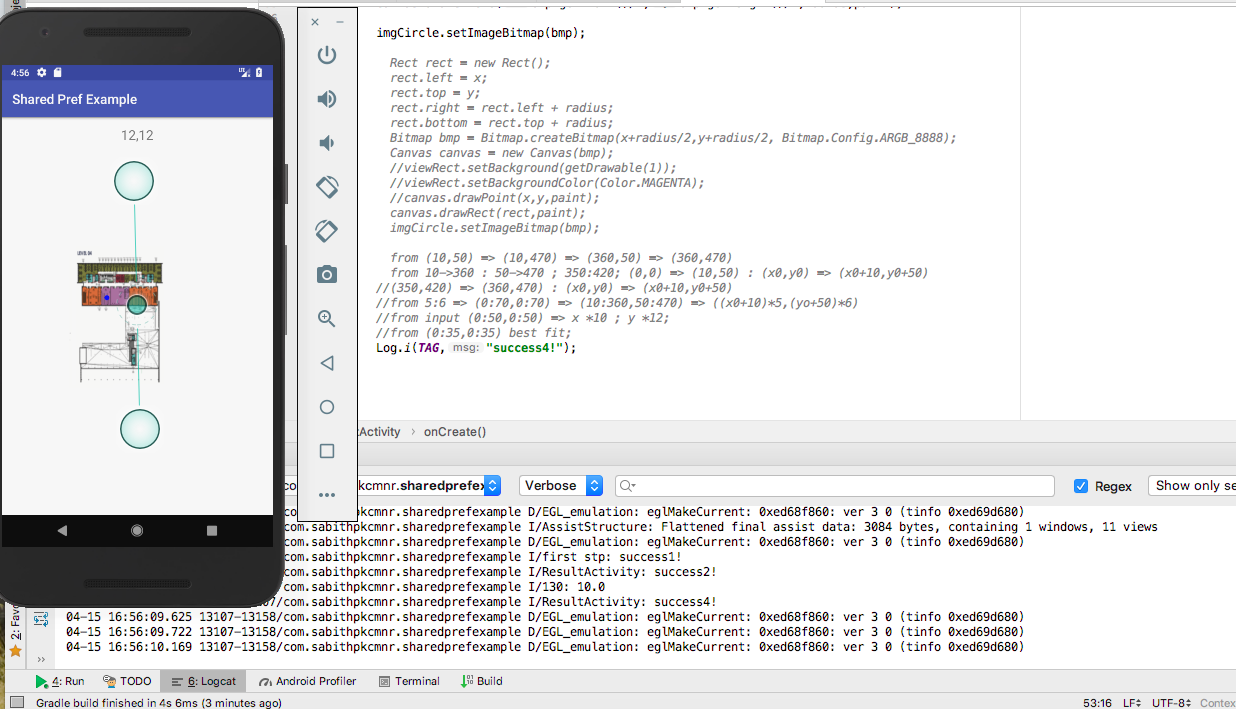 4:56
Shared Pref Example
12,12
LEVEL 04
imgCircle.setImageBitmap(bmp);
Rect rect = new Rect();
rect.left = x;
rect.top = y;
rect.right = rect.left + radius;
rect.bottom = rect.top + radius;
Bitmap bmp = Bitmap.createBitmap(x+radius/2,y+radius/2, Bitmap.Config.ARGB_8888);
Canvas canvas = new Canvas(bmp);
//viewRect.setBackground(getDrawable(1));
//viewRect.setBackgroundColor(Color.MAGENTA);
//canvas.drawPoint(x,y,paint);
canvas.drawRect(rect,paint);
imgCircle.setImageBitmap(bmp);
from (10,50) => (10,470) => (360,50) => (360,470)
from 10->360 : 50->470 ; 350:420; (0,0) => (10,50) : (x0,y0) => (x0+10,y0+50)
//(350,420) => (360,470) : (x0,y0) => (x0+10,y0+50)
//from 5:6 => (0:70,0:70) => (10:360,50:470) => ((x0+10)*5,(yo+50)*6)
//from input (0:50,0:50) => x *10 ; y *12;
//from (0:35,0:35) best fit;
Log.i(TAG, msg: "success4!");
tActivity › onCreate()
co pkcmnr.sharedprefex Verbose Regex Show only se
/com.sabithpkcmnr.sharedprefexample D/EGL_emulation: eglMakeCurrent: 0xed68f860: ver 3 0 (tinfo 0xed69d680)
/com.sabithpkcmnr.sharedprefexample I/AssistStructure: Flattened final assist data: 3084 bytes, containing 1 windows, 11 views
/com.sabithpkcmnr.sharedprefexample D/EGL_emulation: eglMakeCurrent: 0xed68f860: ver 3 0 (tinfo 0xed69d680)
/com.sabithpkcmnr.sharedprefexample I/first stp: success1!
/com.sabithpkcmnr.sharedprefexample I/ResultActivity: success2!
/com.sabithpkcmnr.sharedprefexample I/130: 10.0
/com.sabithpkcmnr.sharedprefexample I/ResultActivity: success4!
04-15 16:56:09.625 13107-13158/com.sabithpkcmnr.sharedprefexample D/EGL_emulation: eglMakeCurrent: 0xed68f860: ver 3 0 (tinfo 0xed69d680)
04-15 16:56:09.722 13107-13158/com.sabithpkcmnr.sharedprefexample D/EGL_emulation: eglMakeCurrent: 0xed68f860: ver 3 0 (tinfo 0xed69d680)
04-15 16:56:10.169 13107-13158/com.sabithpkcmnr.sharedprefexample D/EGL_emulation: eglMakeCurrent: 0xed68f860: ver 3 0 (tinfo 0xed69d680)
2: Favo
4: Run TODO 6: Logcat Android Profiler Terminal Build
Gradle build finished in 4s 6ms (3 minutes ago) 53:16 LF UTF-8 Contex